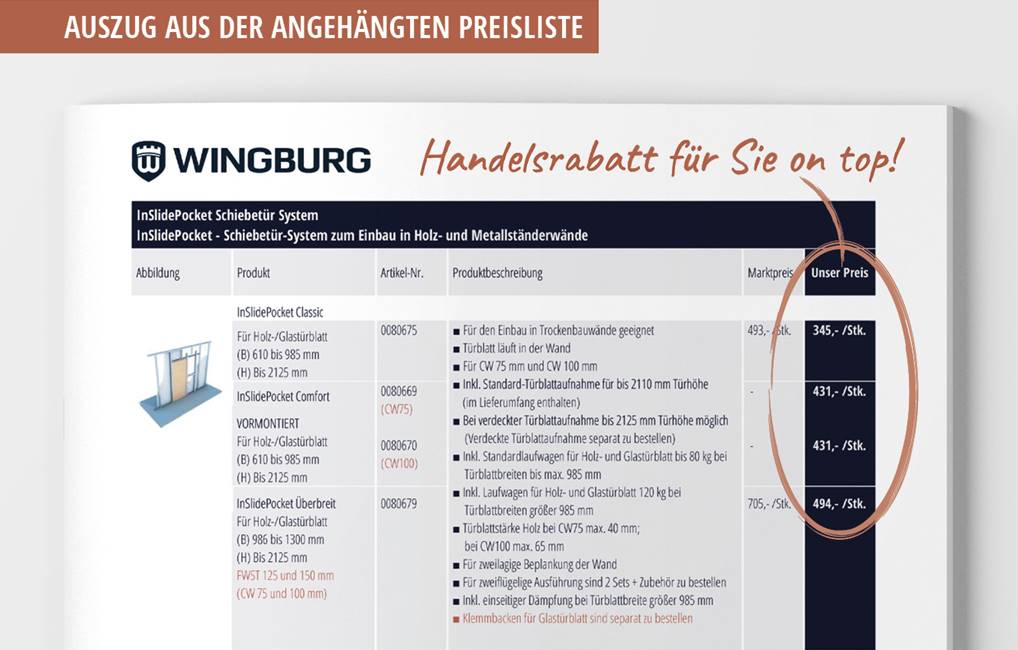 AUSZUG AUS DER ANGEHÄNGTEN PREISLISTE
WINGBURG
Handelsrabatt für Sie on top!
InSlidePocket Schiebetür System
InSlidePocket - Schiebetür-System zum Einbau in Holz- und Metallständerwände
Abbildung Produkt Artikel-Nr. Produktbeschreibung Marktpreis Unser Preis
InSlidePocket Classic
Für Holz-/Glastürblatt
(B) 610 bis 985 mm
(H) Bis 2125 mm
0080675
493,- /Stk.
345,- /Stk.
InSlidePocket Comfort
VORMONTIERT
Für Holz-/Glastürblatt
(B) 610 bis 985 mm
(H) Bis 2125 mm
0080669
(CW75)
-
431,- /Stk.
0080670
(CW100)
-
431,- /Stk.
InSlidePocket Überbreit
Für Holz-/Glastürblatt
(B) 986 bis 1300 mm
(H) Bis 2125 mm
FWST 125 und 150 mm
(CW 75 und 100 mm)
0080679
705,- /Stk.
494,- /Stk.
■ Für den Einbau in Trockenbauwände geeignet
■ Türblatt läuft in der Wand
■ Für CW 75 mm und CW 100 mm
■ Inkl. Standard-Türblattaufnahme für bis 2110 mm Türhöhe
(im Lieferumfang enthalten)
■ Bei verdeckter Türblattaufnahme bis 2125 mm Türhöhe möglich
(Verdeckte Türblattaufnahme separat zu bestellen)
■ Inkl. Standardlaufwagen für Holz- und Glastürblatt bis 80 kg bei
Türblattbreiten bis max. 985 mm
■ Inkl. Laufwagen für Holz- und Glastürblatt 120 kg bei
Türblattbreiten größer 985 mm
■ Türblattstärke Holz bei CW75 max. 40 mm;
bei CW100 max. 65 mm
■ Für zweilagige Beplankung der Wand
■ Für zweiflügelige Ausführung sind 2 Sets + Zubehör zu bestellen
■ Inkl. einseitiger Dämpfung bei Türblattbreite größer 985 mm
■ Klemmbacken für Glastürblatt sind separat zu bestellen